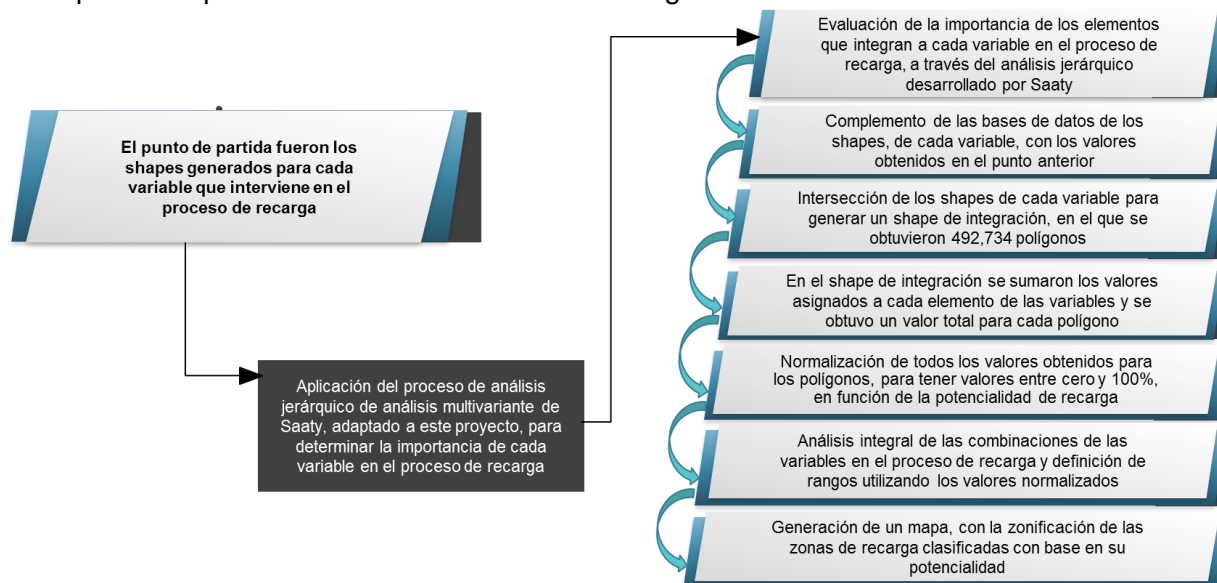 El punto de partida fueron los
shapes generados para cada
variable que interviene en el
proceso de recarga
Aplicación del proceso de análisis
jerárquico de análisis multivariante de
Saaty, adaptado a este proyecto, para
determinar la importancia de cada
variable en el proceso de recarga
Evaluación de la importancia de los elementos
que integran a cada variable en el proceso de
recarga, a través del análisis jerárquico
desarrollado por Saaty
Complemento de las bases de datos de los
shapes, de cada variable, con los valores
obtenidos en el punto anterior
Intersección de los shapes de cada variable para
generar un shape de integración, en el que se
obtuvieron 492,734 polígonos
En el shape de integración se sumaron los valores
asignados a cada elemento de las variables y se
obtuvo un valor total para cada polígono
Normalización de todos los valores obtenidos para
los polígonos, para tener valores entre cero y 100%,
en función de la potencialidad de recarga
Análisis integral de las combinaciones de las
variables en el proceso de recarga y definición de
rangos utilizando los valores normalizados
Generación de un mapa, con la zonificación de las
zonas de recarga clasificadas con base en su
potencialidad